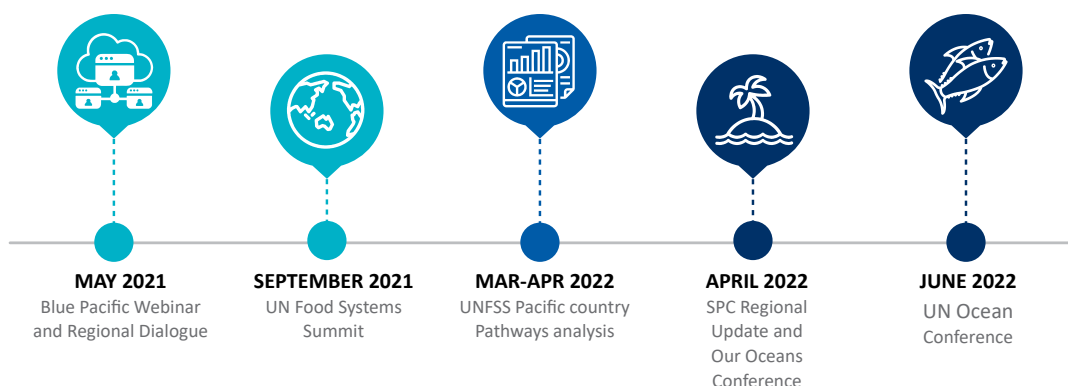 MAY 2021
Blue Pacific Webinar
and Regional Dialogue
SEPTEMBER 2021
UN Food Systems
Summit
MAR-APR 2022
UNFSS Pacific country
Pathways analysis
APRIL 2022
SPC Regional
Update and
Our Oceans
Conference
JUNE 2022
UN Ocean
Conference